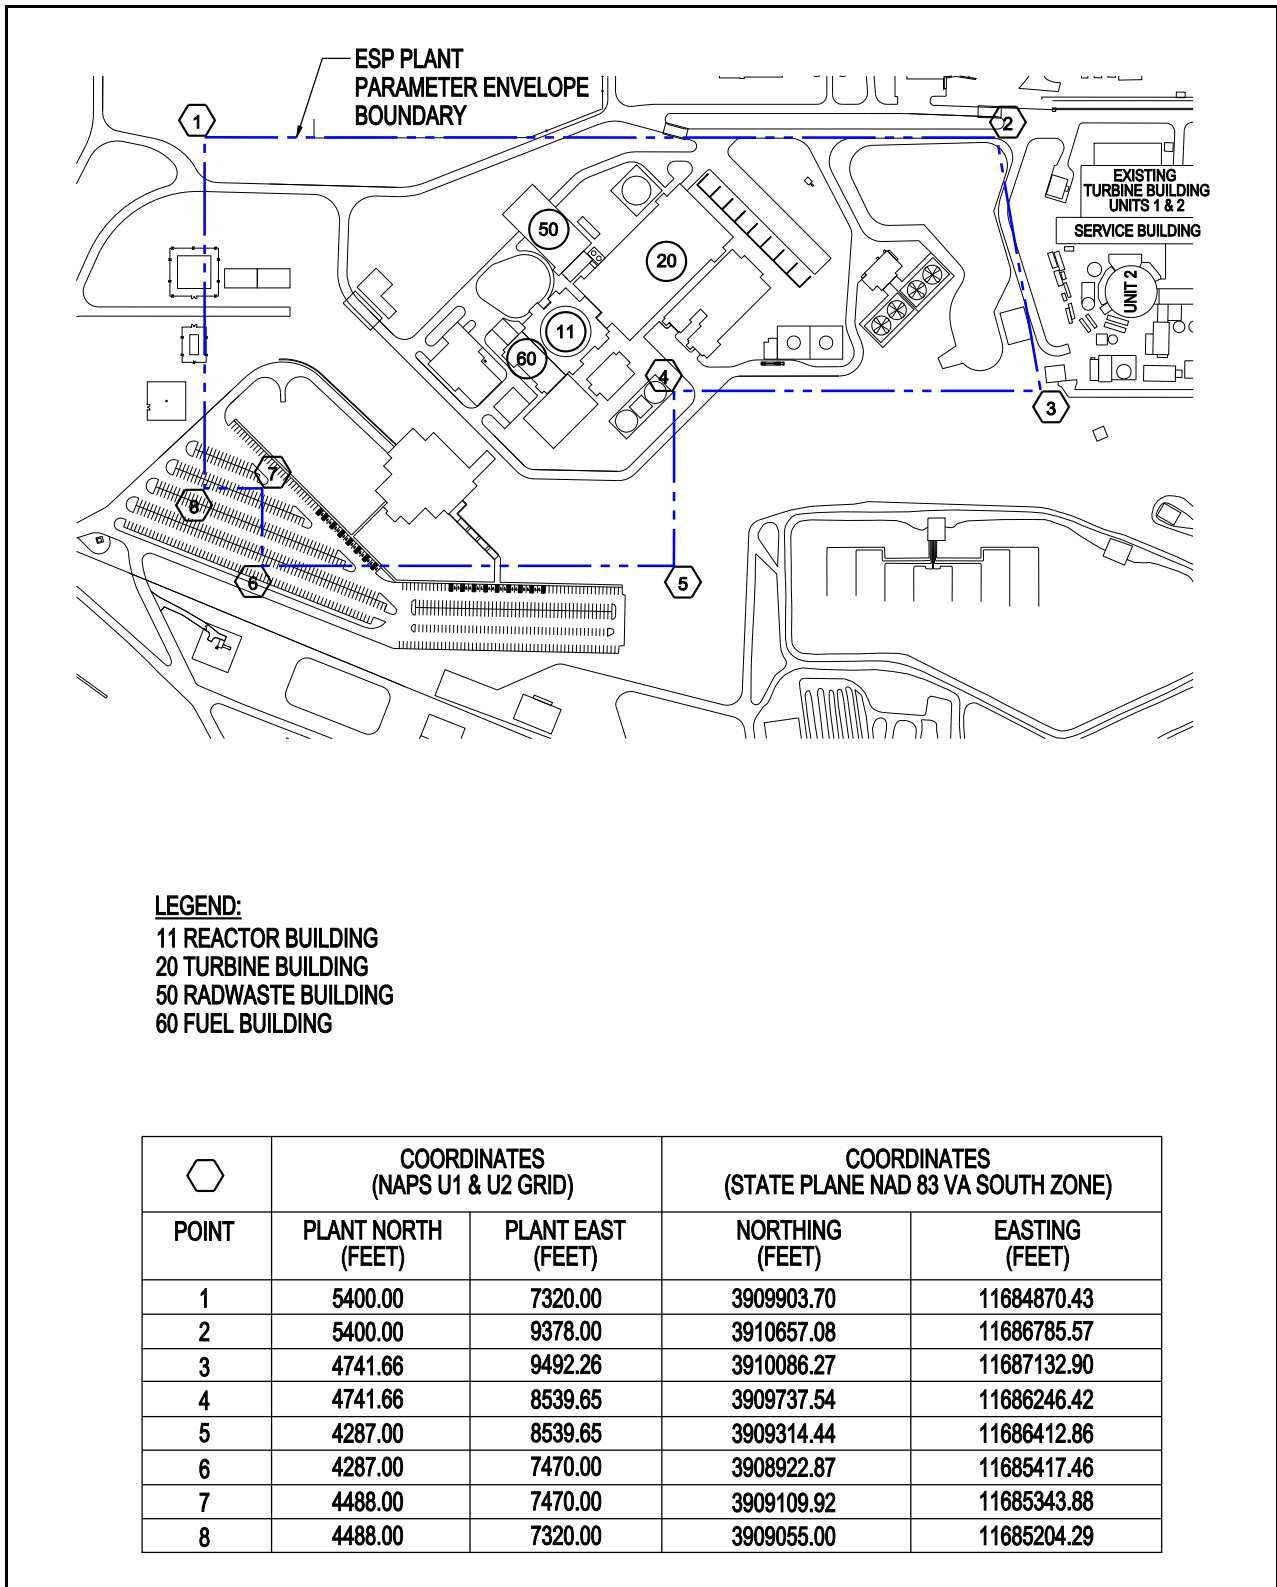 ESP PLANT
PARAMETER ENVELOPE
BOUNDARY
1
2
EXISTING
TURBINE BUILDING
UNITS 1 & 2
SERVICE BUILDING
50
20
UNIT 2
11
60
4
3
7
8
6
5
LEGEND:
11 REACTOR BUILDING
20 TURBINE BUILDING
50 RADWASTE BUILDING
60 FUEL BUILDING
COORDINATES
(NAPS U1 & U2 GRID)
COORDINATES
(STATE PLANE NAD 83 VA SOUTH ZONE)
POINT
PLANT NORTH
(FEET)
PLANT EAST
(FEET)
NORTHING
(FEET)
EASTING
(FEET)
1 5400.00 7320.00 3909903.70 11684870.43
2 5400.00 9378.00 3910657.08 11686785.57
3 4741.66 9492.26 3910086.27 11687132.90
4 4741.66 8539.65 3909737.54 11686246.42
5 4287.00 8539.65 3909314.44 11686412.86
6 4287.00 7470.00 3908922.87 11685417.46
7 4488.00 7470.00 3909109.92 11685343.88
8 4488.00 7320.00 3909055.00 11685204.29